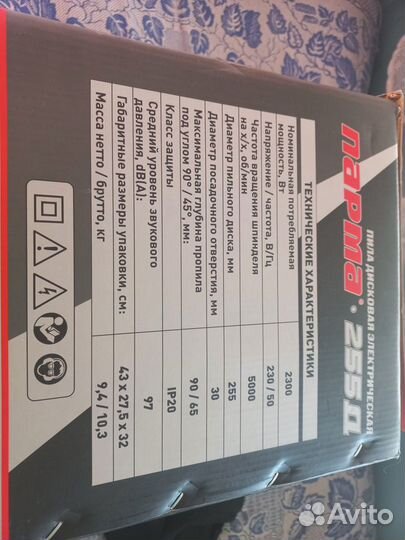 ПАРМА®
ПИЛА ДИСКОВАЯ ЭЛЕКТРИЧЕСКАЯ
255Д
ТЕХНИЧЕСКИЕ ХАРАКТЕРИСТИКИ
Номинальная потребляемая
мощность, Вт 2300
Напряжение / частота, В/Гц 230 / 50
Частота вращения шпинделя
на х/х, об/мин 5000
Диаметр пильного диска, мм 255
Диаметр посадочного отверстия, мм 30
Максимальная глубина пропила
под углом 90° / 45°, мм: 90 / 65
Класс защиты IP20
Средний уровень звукового
давления, dB(A): 97
Габаритные размеры упаковки, см: 43 x 27,5 x 32
Масса нетто / брутто, кг 9,4 / 10,3
Avito